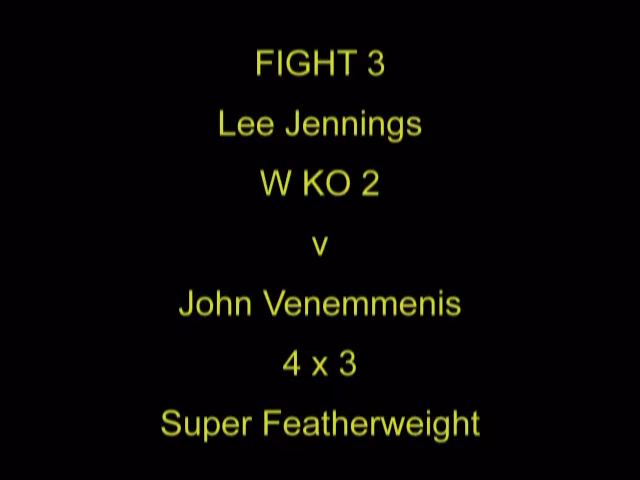 FIGHT 3
Lee Jennings
W KO 2
v
John Venemmenis
4 x 3
Super Featherweight